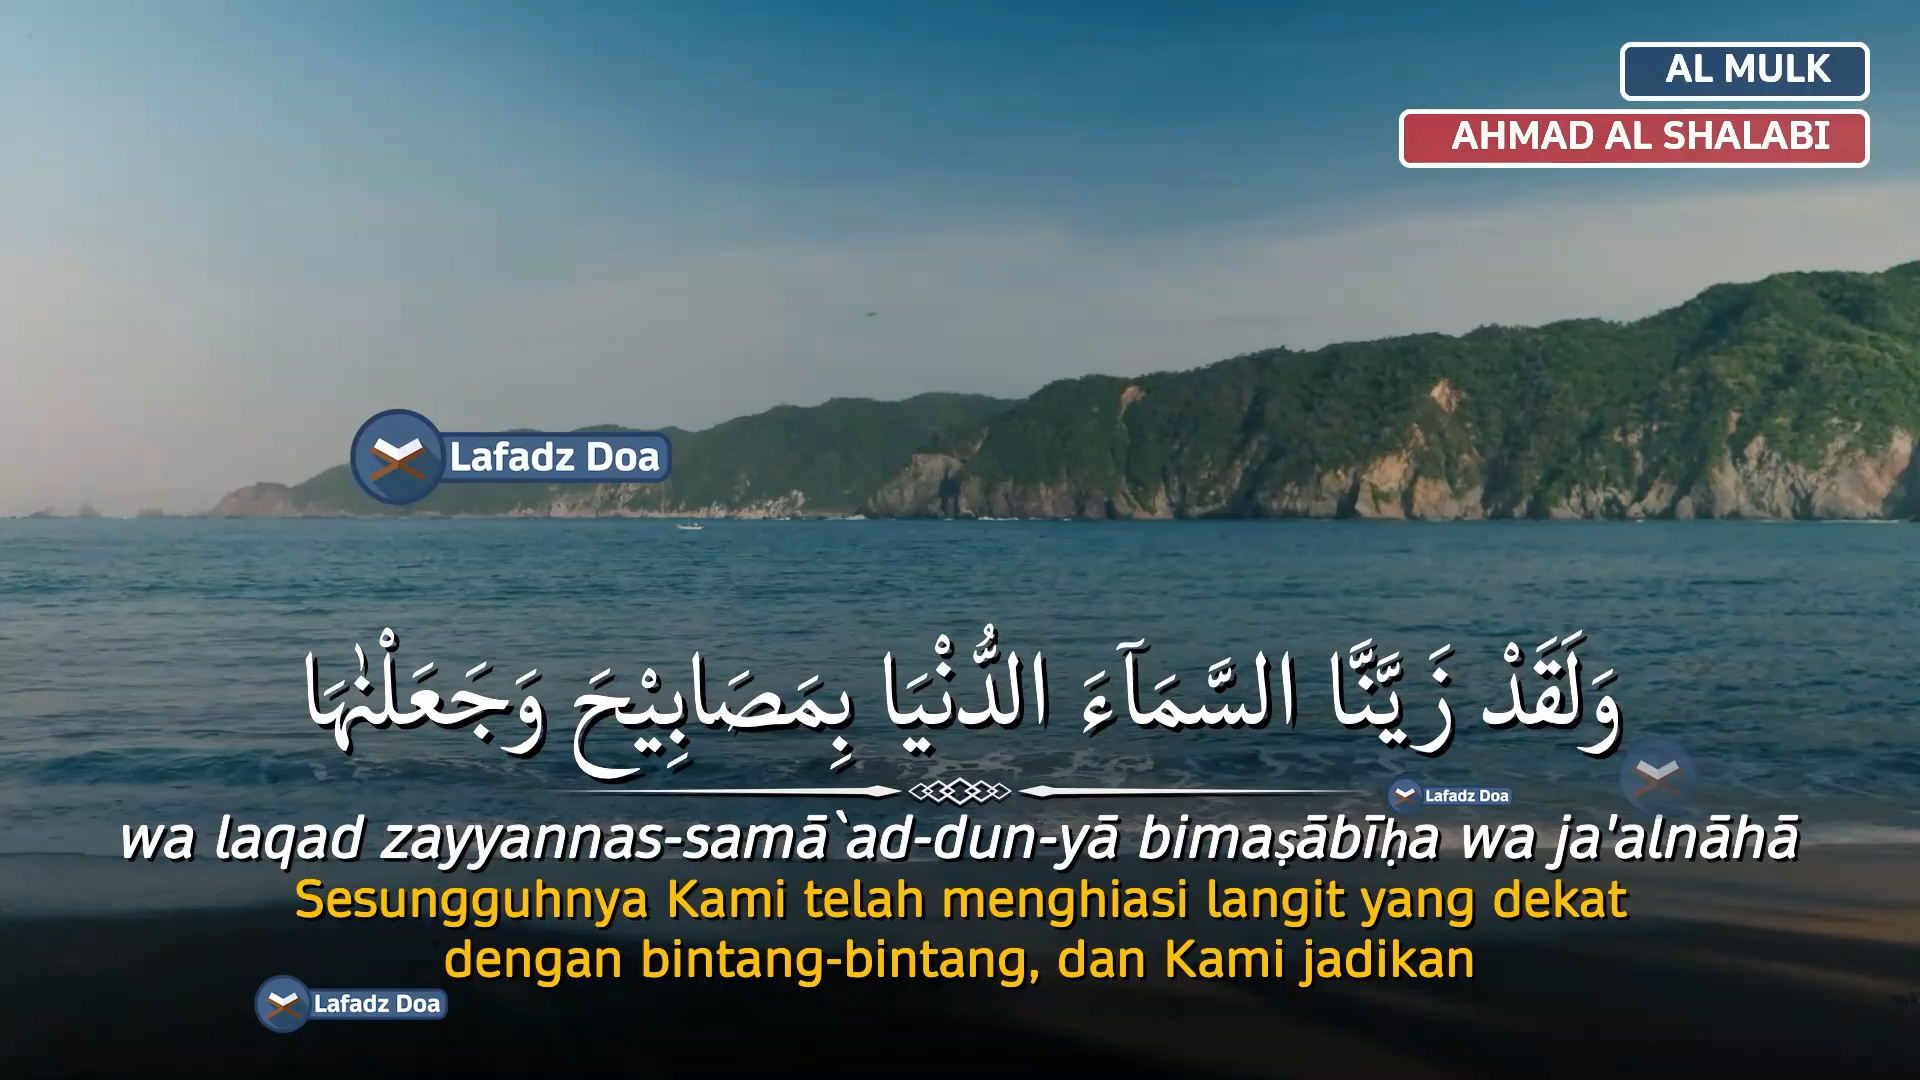 AL MULK
AHMAD AL SHALABI
Lafadz Doa
وَلَقَدْ زَيَّنَّا السَّمَآءَ الدُّنْيَا بِمَصَابِيْحَ وَجَعَلْنٰهَا
Lafadz Doa
wa laqad zayyannas-samā`ad-dun-yā bimaṣābīḥa wa ja'alnāhā
Sesungguhnya Kami telah menghiasi langit yang dekat
dengan bintang-bintang, dan Kami jadikan
Lafadz Doa